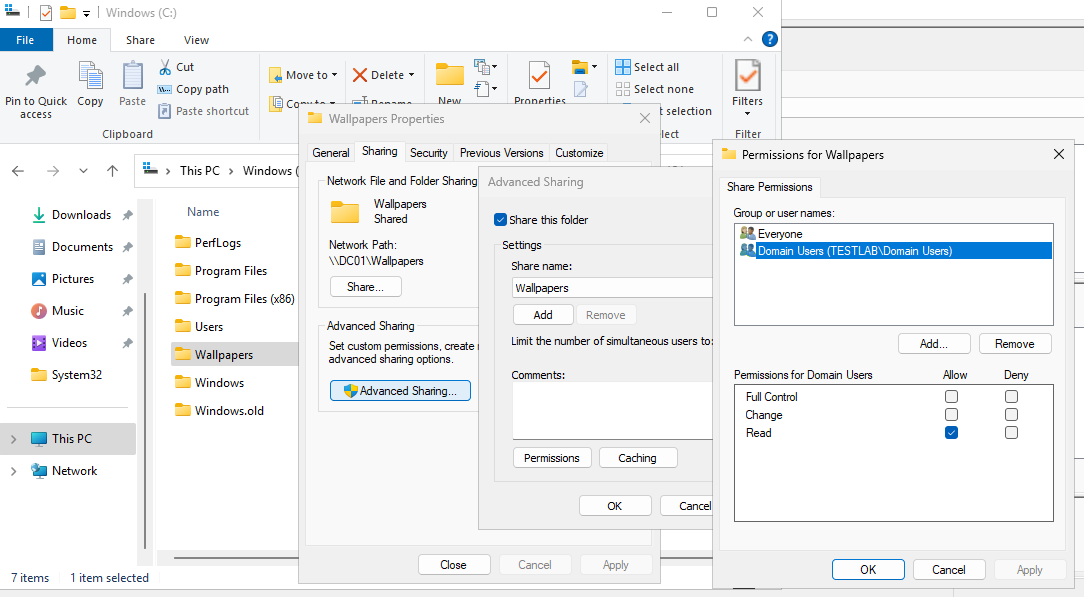 Windows (C:)
File
Home
Share
View
Pin to Quick access
Copy
Paste
Cut
Copy path
Paste shortcut
Clipboard
Move to
Copy to
Delete
Rename
New
Properties
Select all
Select none
selection
Filters
Filter
This PC
Windows (
Downloads
Documents
Pictures
Music
Videos
System32
This PC
Network
Name
PerfLogs
Program Files
Program Files (x86)
Users
Wallpapers
Windows
Windows.old
7 items
1 item selected
Wallpapers Properties
General
Sharing
Security
Previous Versions
Customize
Network File and Folder Sharing
Wallpapers
Shared
Network Path:
\\DC01\Wallpapers
Share...
Advanced Sharing
Set custom permissions, create
advanced sharing options.
Advanced Sharing...
Close
Cancel
Apply
Advanced Sharing
Share this folder
Settings
Share name:
Wallpapers
Add
Remove
Limit the number of simultaneous users to:
Comments:
Permissions
Caching
OK
Cancel
Permissions for Wallpapers
Share Permissions
Group or user names:
Everyone
Domain Users (TESTLAB\Domain Users)
Add...
Remove
Permissions for Domain Users
Allow
Deny
Full Control
Change
Read
OK
Cancel
Apply